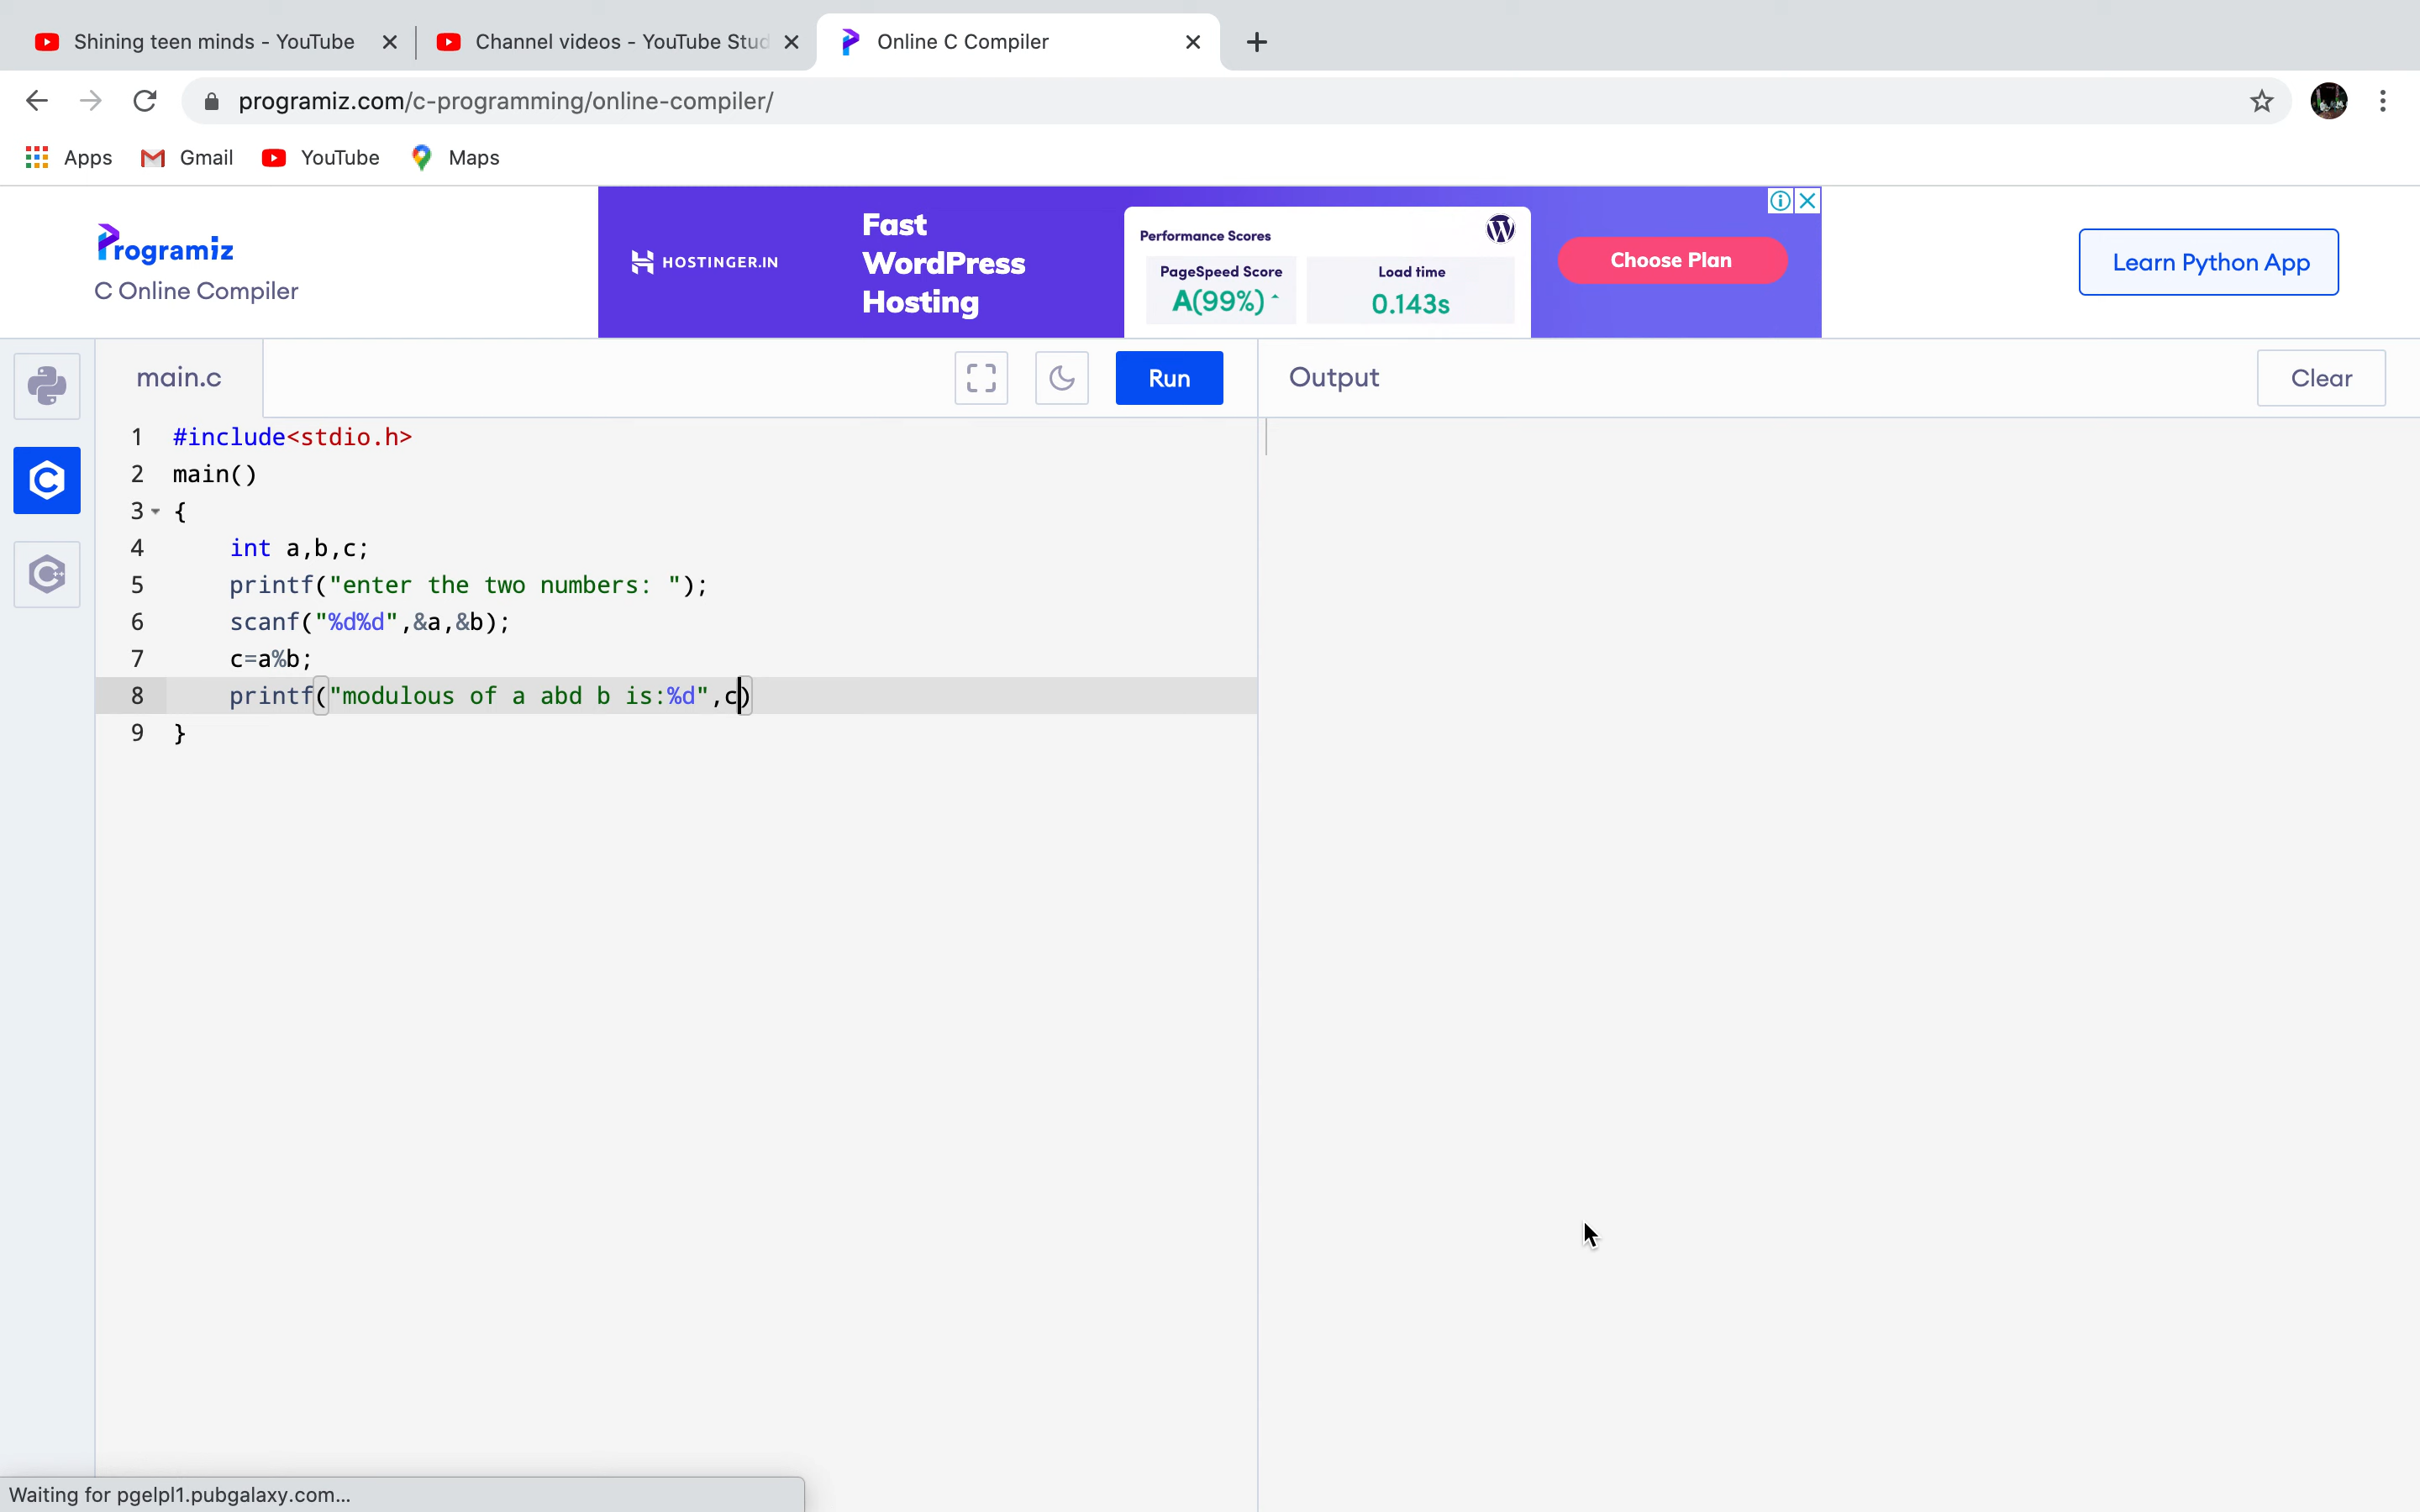 Shining teen minds - YouTube
Channel videos - YouTube Stud
Online C Compiler
programiz.com/c-programming/online-compiler/
Apps
Gmail
YouTube
Maps
Programiz
C Online Compiler
HOSTINGER.IN
Fast
WordPress
Hosting
Performance Scores
PageSpeed Score
A(99%)
Load time
0.143s
Choose Plan
Learn Python App
main.c
Run
Output
Clear
1 #include<stdio.h>
2 main()
3 {
4 int a,b,c;
5 printf("enter the two numbers: ");
6 scanf("%d%d",&a,&b);
7 c=a%b;
8 printf("modulous of a abd b is:%d",c)
9 }
Waiting for pgelpl1.pubgalaxy.com...